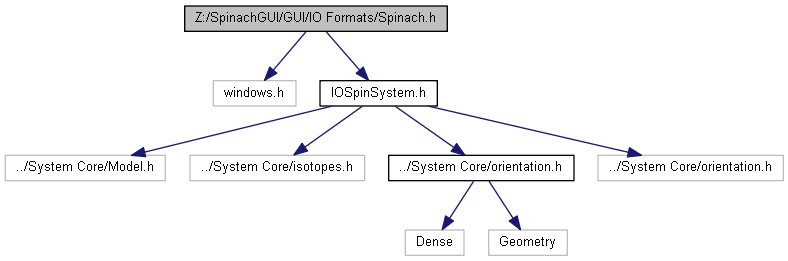 Z:/SpinachGUI/GUI/IO Formats/Spinach.h
windows.h
IOSpinSystem.h
../System Core/Model.h
../System Core/isotopes.h
../System Core/orientation.h
../System Core/orientation.h
Dense
Geometry